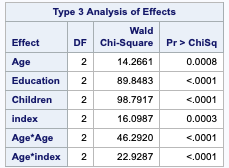 Type 3 Analysis of Effects
Effect DF Wald Chi-Square Pr > ChiSq
Age 2 14.2661 0.0008
Education 2 89.8483 <.0001
Children 2 98.7917 <.0001
index 2 16.0987 0.0003
Age*Age 2 46.2920 <.0001
Age*index 2 22.9287 <.0001